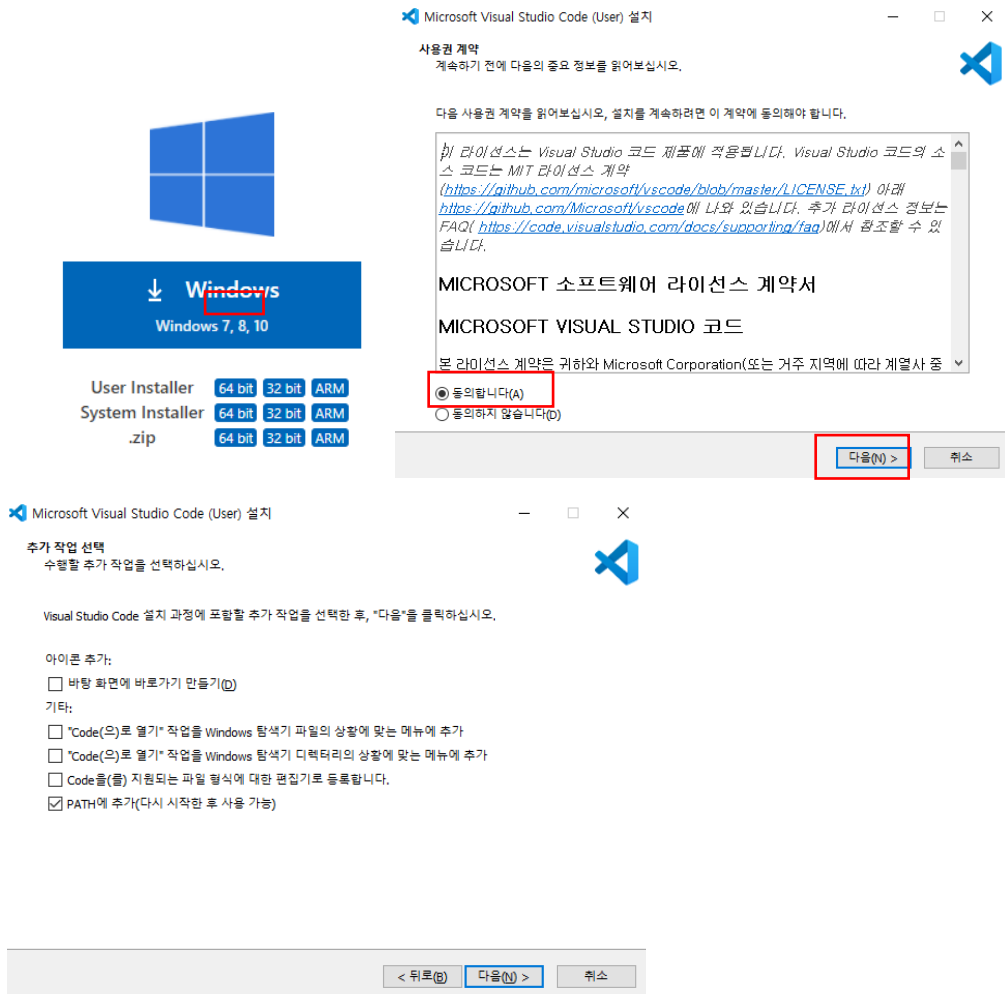 Microsoft Visual Studio Code (User) 설치
사용권 계약
계속하기 전에 다음의 중요 정보를 읽어보십시오.
다음 사용권 계약을 읽어보십시오, 설치를 계속하려면 이 계약에 동의해야 합니다.
이 라이선스는 Visual Studio 코드 제품에 적용됩니다. Visual Studio 코드의 소
스 코드는 MIT 라이선스 계약
(https://github.com/microsoft/vscode/blob/master/LICENSE.txt) 아래
https://github.com/Microsoft/vscode에 나와 있습니다. 추가 라이선스 정보는
FAQ( https://code.visualstudio.com/docs/supporting/faq)에서 참조할 수 있
습니다.
MICROSOFT 소프트웨어 라이선스 계약서
MICROSOFT VISUAL STUDIO 코드
본 라이선스 계약은 귀하와 Microsoft Corporation(또는 거주 지역에 따라 계열사 중
동의합니다(A)
동의하지 않습니다(D)
다음(N) > 취소
Windows
Windows 7, 8, 10
User Installer 64 bit 32 bit ARM
System Installer 64 bit 32 bit ARM
.zip 64 bit 32 bit ARM
Microsoft Visual Studio Code (User) 설치
추가 작업 선택
수행할 추가 작업을 선택하십시오.
Visual Studio Code 설치 과정에 포함할 추가 작업을 선택한 후, "다음"을 클릭하십시오.
아이콘 추가:
바탕 화면에 바로가기 만들기(D)
기타:
"Code(으)로 열기" 작업을 Windows 탐색기 파일의 상황에 맞는 메뉴에 추가
"Code(으)로 열기" 작업을 Windows 탐색기 디렉터리의 상황에 맞는 메뉴에 추가
Code을(를) 지원되는 파일 형식에 대한 편집기로 등록합니다.
PATH에 추가(다시 시작한 후 사용 가능)
< 뒤로(B) 다음(N) > 취소